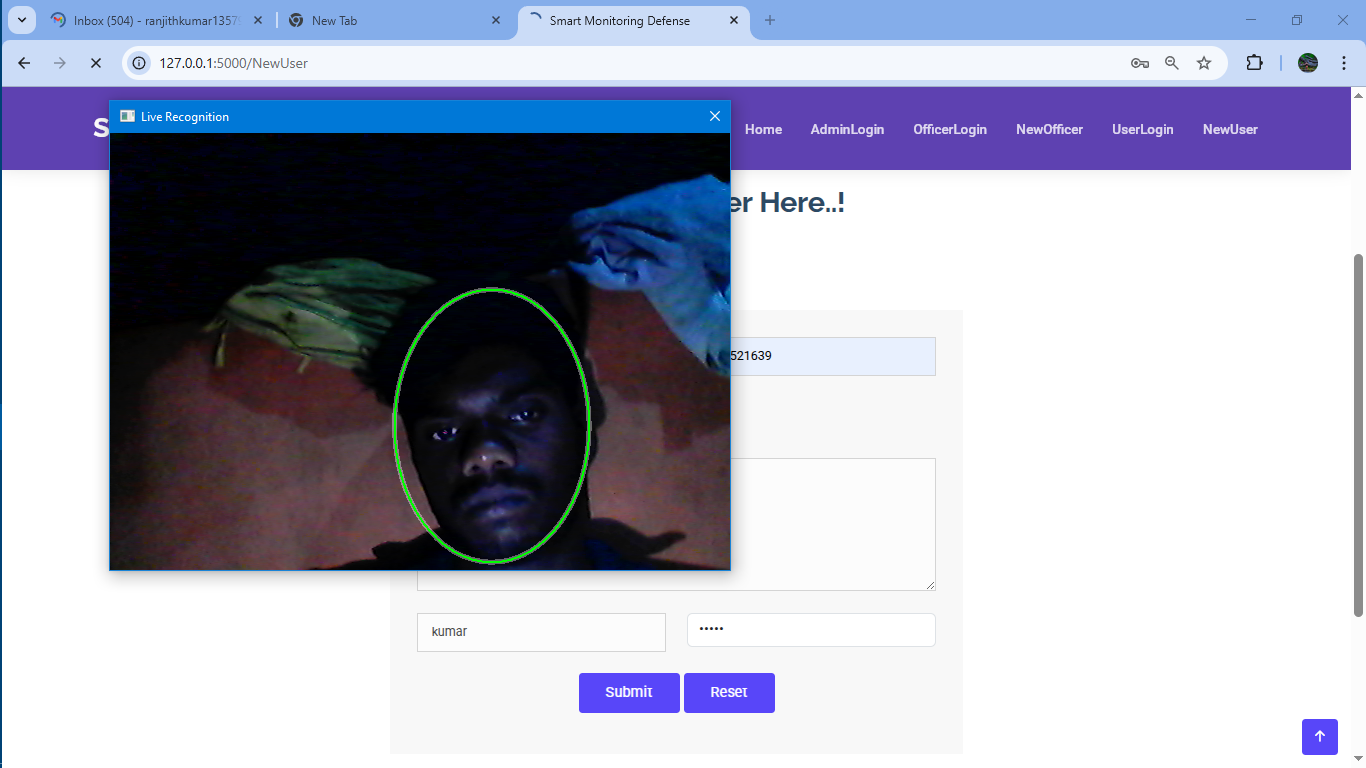 Inbox (504) - ranjithkumar13579
New Tab
Smart Monitoring Defense
127.0.0.1:5000/NewUser
S
Live Recognition
Home
AdminLogin
OfficerLogin
NewOfficer
UserLogin
NewUser
er Here..!
521639
kumar
•••••
Submit
Reset